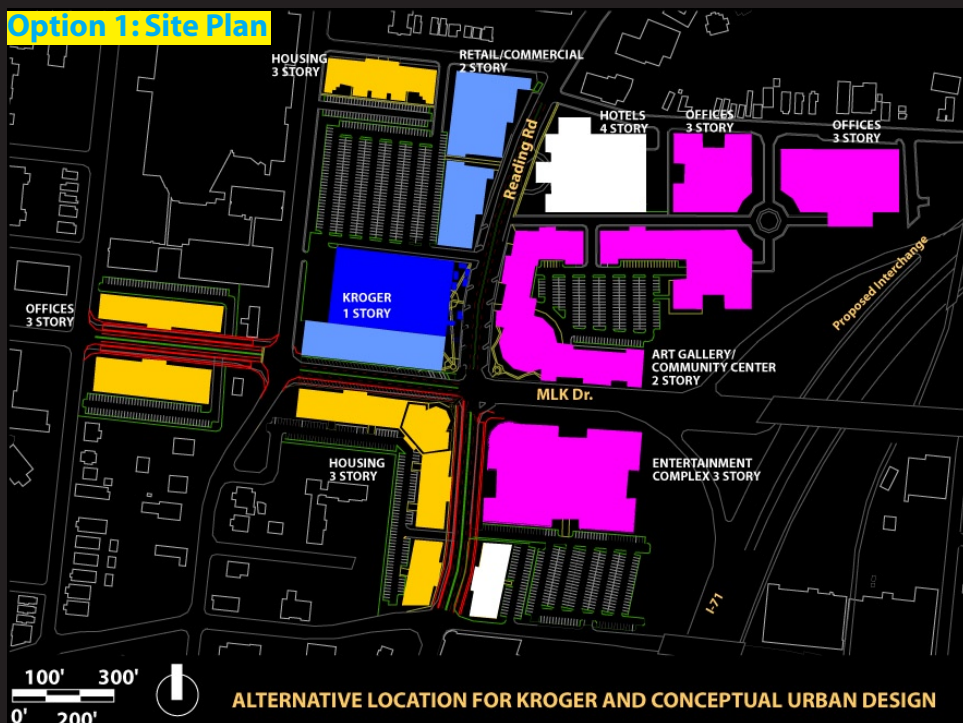 Option 1: Site Plan
HOUSING
3 STORY
RETAIL/COMMERCIAL
2 STORY
Reading Rd
HOTELS
4 STORY
OFFICES
3 STORY
OFFICES
3 STORY
Proposed Interchange
OFFICES
3 STORY
KROGER
1 STORY
ART GALLERY/
COMMUNITY CENTER
2 STORY
MLK Dr.
HOUSING
3 STORY
ENTERTAINMENT
COMPLEX 3 STORY
I-71
100' 300'
0' 200'
ALTERNATIVE LOCATION FOR KROGER AND CONCEPTUAL URBAN DESIGN